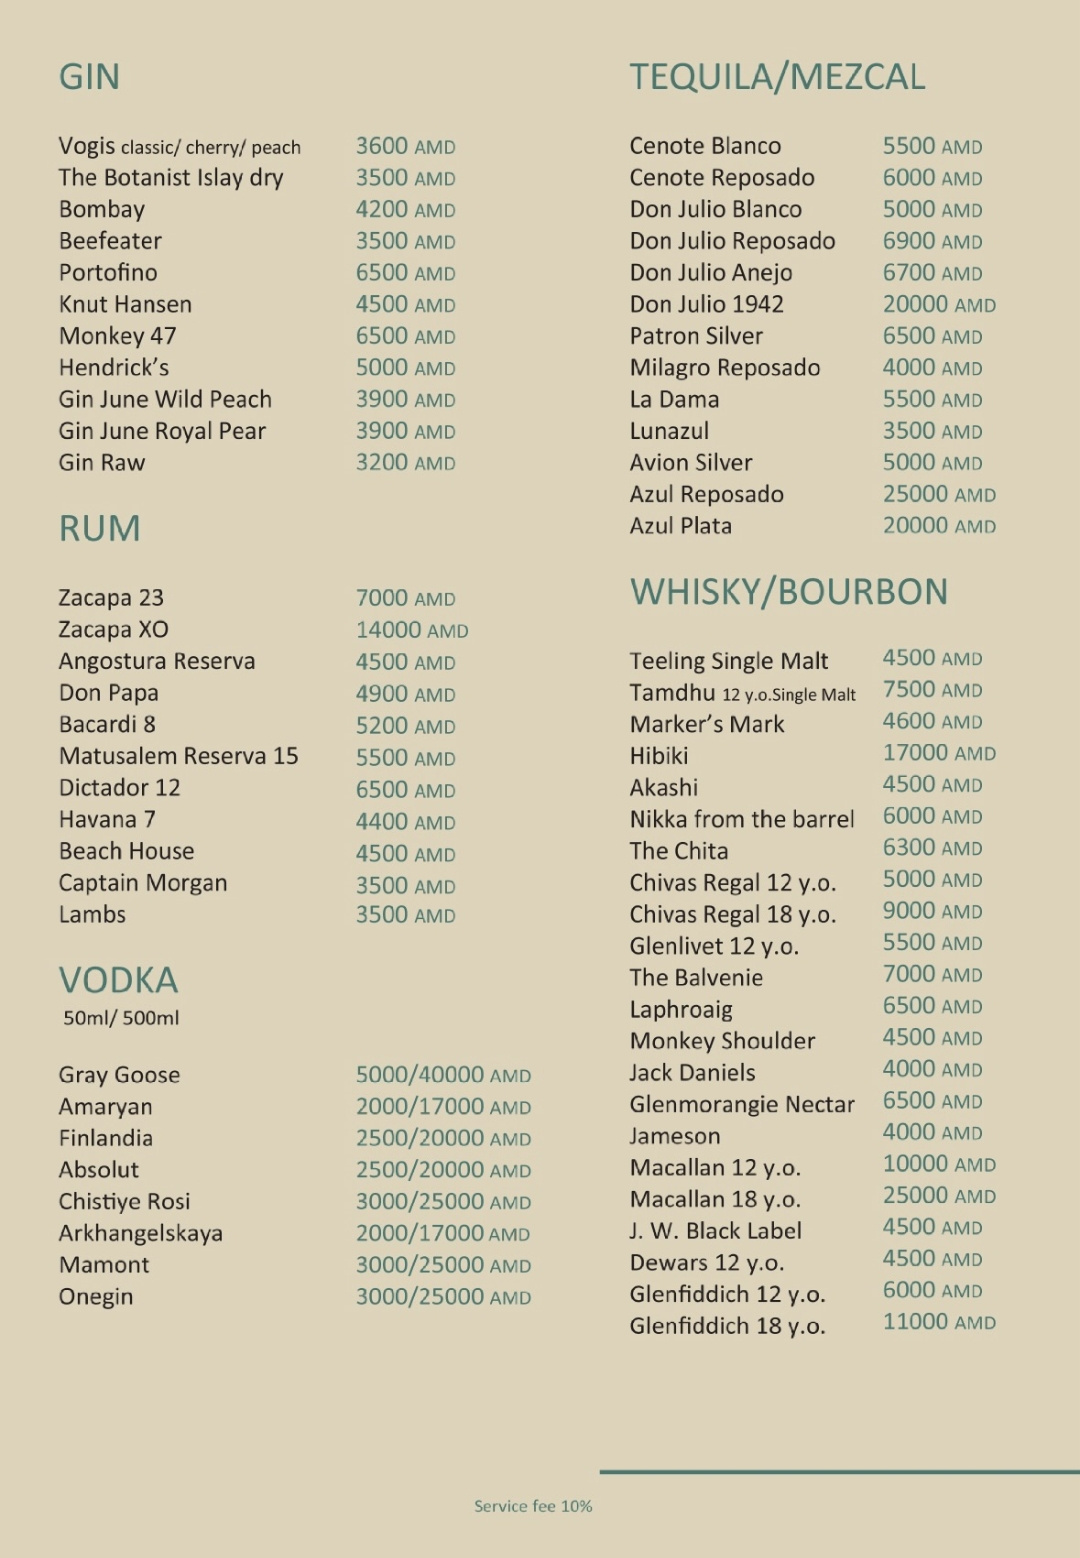 GIN
Vogis classic/ cherry/ peach 3600 AMD
The Botanist Islay dry 3500 AMD
Bombay 4200 AMD
Beefeater 3500 AMD
Portofino 6500 AMD
Knut Hansen 4500 AMD
Monkey 47 6500 AMD
Hendrick’s 5000 AMD
Gin June Wild Peach 3900 AMD
Gin June Royal Pear 3900 AMD
Gin Raw 3200 AMD
RUM
Zacapa 23 7000 AMD
Zacapa XO 14000 AMD
Angostura Reserva 4500 AMD
Don Papa 4900 AMD
Bacardi 8 5200 AMD
Matusalem Reserva 15 5500 AMD
Dictador 12 6500 AMD
Havana 7 4400 AMD
Beach House 4500 AMD
Captain Morgan 3500 AMD
Lambs 3500 AMD
VODKA
50ml/ 500ml
Gray Goose 5000/40000 AMD
Amaryan 2000/17000 AMD
Finlandia 2500/20000 AMD
Absolut 2500/20000 AMD
Chistiye Rosi 3000/25000 AMD
Arkhangelskaya 2000/17000 AMD
Mamont 3000/25000 AMD
Onegin 3000/25000 AMD
TEQUILA/MEZCAL
Cenote Blanco 5500 AMD
Cenote Reposado 6000 AMD
Don Julio Blanco 5000 AMD
Don Julio Reposado 6900 AMD
Don Julio Anejo 6700 AMD
Don Julio 1942 20000 AMD
Patron Silver 6500 AMD
Milagro Reposado 4000 AMD
La Dama 5500 AMD
Lunazul 3500 AMD
Avion Silver 5000 AMD
Azul Reposado 25000 AMD
Azul Plata 20000 AMD
WHISKY/BOURBON
Teeling Single Malt 4500 AMD
Tamdhu 12 y.o.Single Malt 7500 AMD
Marker’s Mark 4600 AMD
Hibiki 17000 AMD
Akashi 4500 AMD
Nikka from the barrel 6000 AMD
The Chita 6300 AMD
Chivas Regal 12 y.o. 5000 AMD
Chivas Regal 18 y.o. 9000 AMD
Glenlivet 12 y.o. 5500 AMD
The Balvenie 7000 AMD
Laphroaig 6500 AMD
Monkey Shoulder 4500 AMD
Jack Daniels 4000 AMD
Glenmorangie Nectar 6500 AMD
Jameson 4000 AMD
Macallan 12 y.o. 10000 AMD
Macallan 18 y.o. 25000 AMD
J. W. Black Label 4500 AMD
Dewars 12 y.o. 4500 AMD
Glenfiddich 12 y.o. 6000 AMD
Glenfiddich 18 y.o. 11000 AMD
Service fee 10%